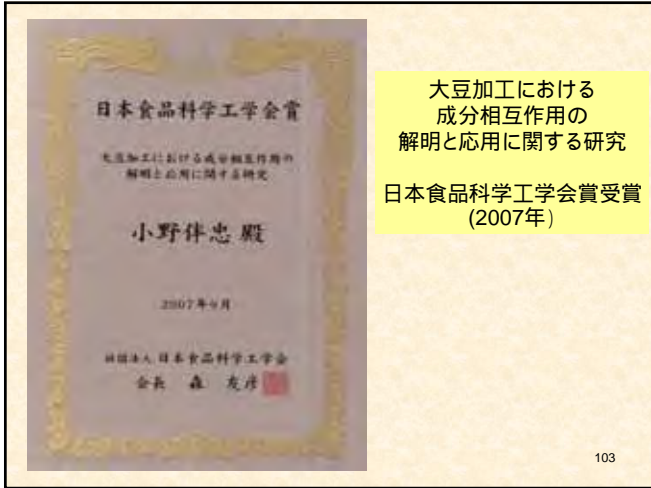 日本食品科学工学会賞
大豆加工における成分相互作用の
解明と応用に関する研究
小野伴忠 殿
2007年9月
社団法人 日本食品科学工学会
会長 森 友彦
大豆加工における
成分相互作用の
解明と応用に関する研究
日本食品科学工学会賞受賞
(2007年)
103